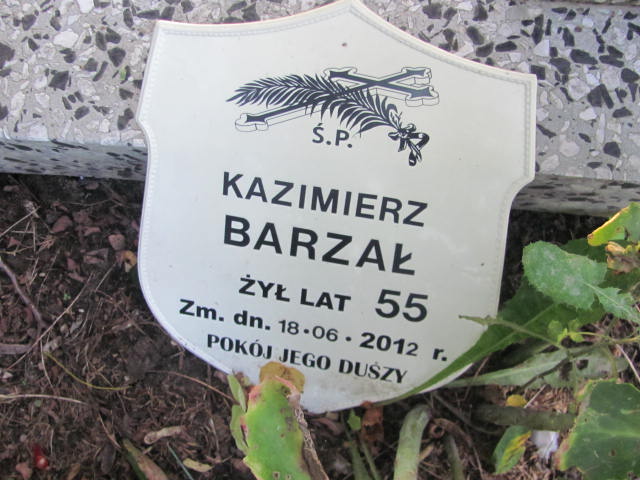 Ś.P.
KAZIMIERZ
BARZAŁ
ŻYŁ LAT 55
Zm. dn. 18·06·2012 r.
POKÓJ JEGO DUSZY